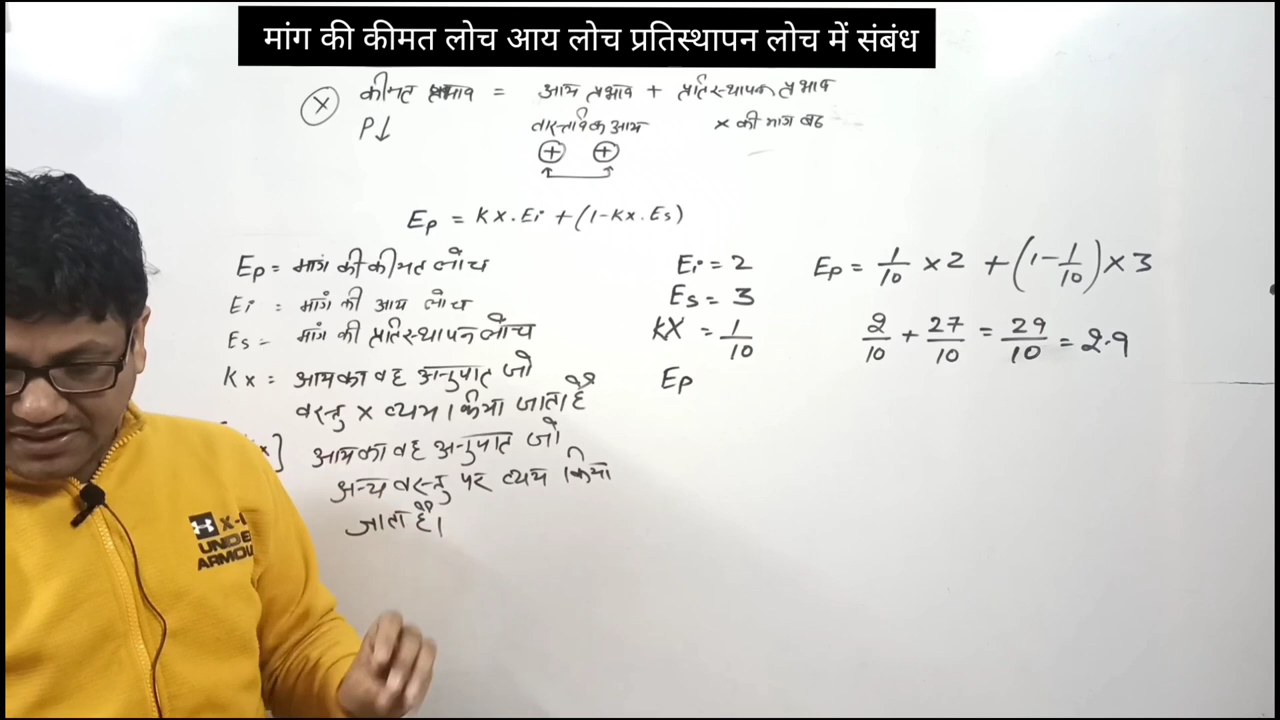 मांग की कीमत लोच आय लोच प्रतिस्थापन लोच में संबंध
X कीमत प्रभाव = आय प्रभाव + प्रतिस्थापन प्रभाव
P↓ वास्तविक आय x की मांग बढ
+ +
Ep = Kx.Ei + (1-Kx.Es)
Ep = मांग की कीमत लोच
Ei = मांग की आय लोच
Es = मांग की प्रतिस्थापन लोच
Kx = आय का वह अनुपात जो
वस्तु x व्यय किया जाता है
x] आय का वह अनुपात जो
अन्य वस्तु पर व्यय किया
जाता है।
Ei = 2
Es = 3
KX = 1/10
Ep
Ep = 1/10 × 2 + (1 - 1/10) × 3
2/10 + 27/10 = 29/10 = 2.9
UNDE
ARMOU